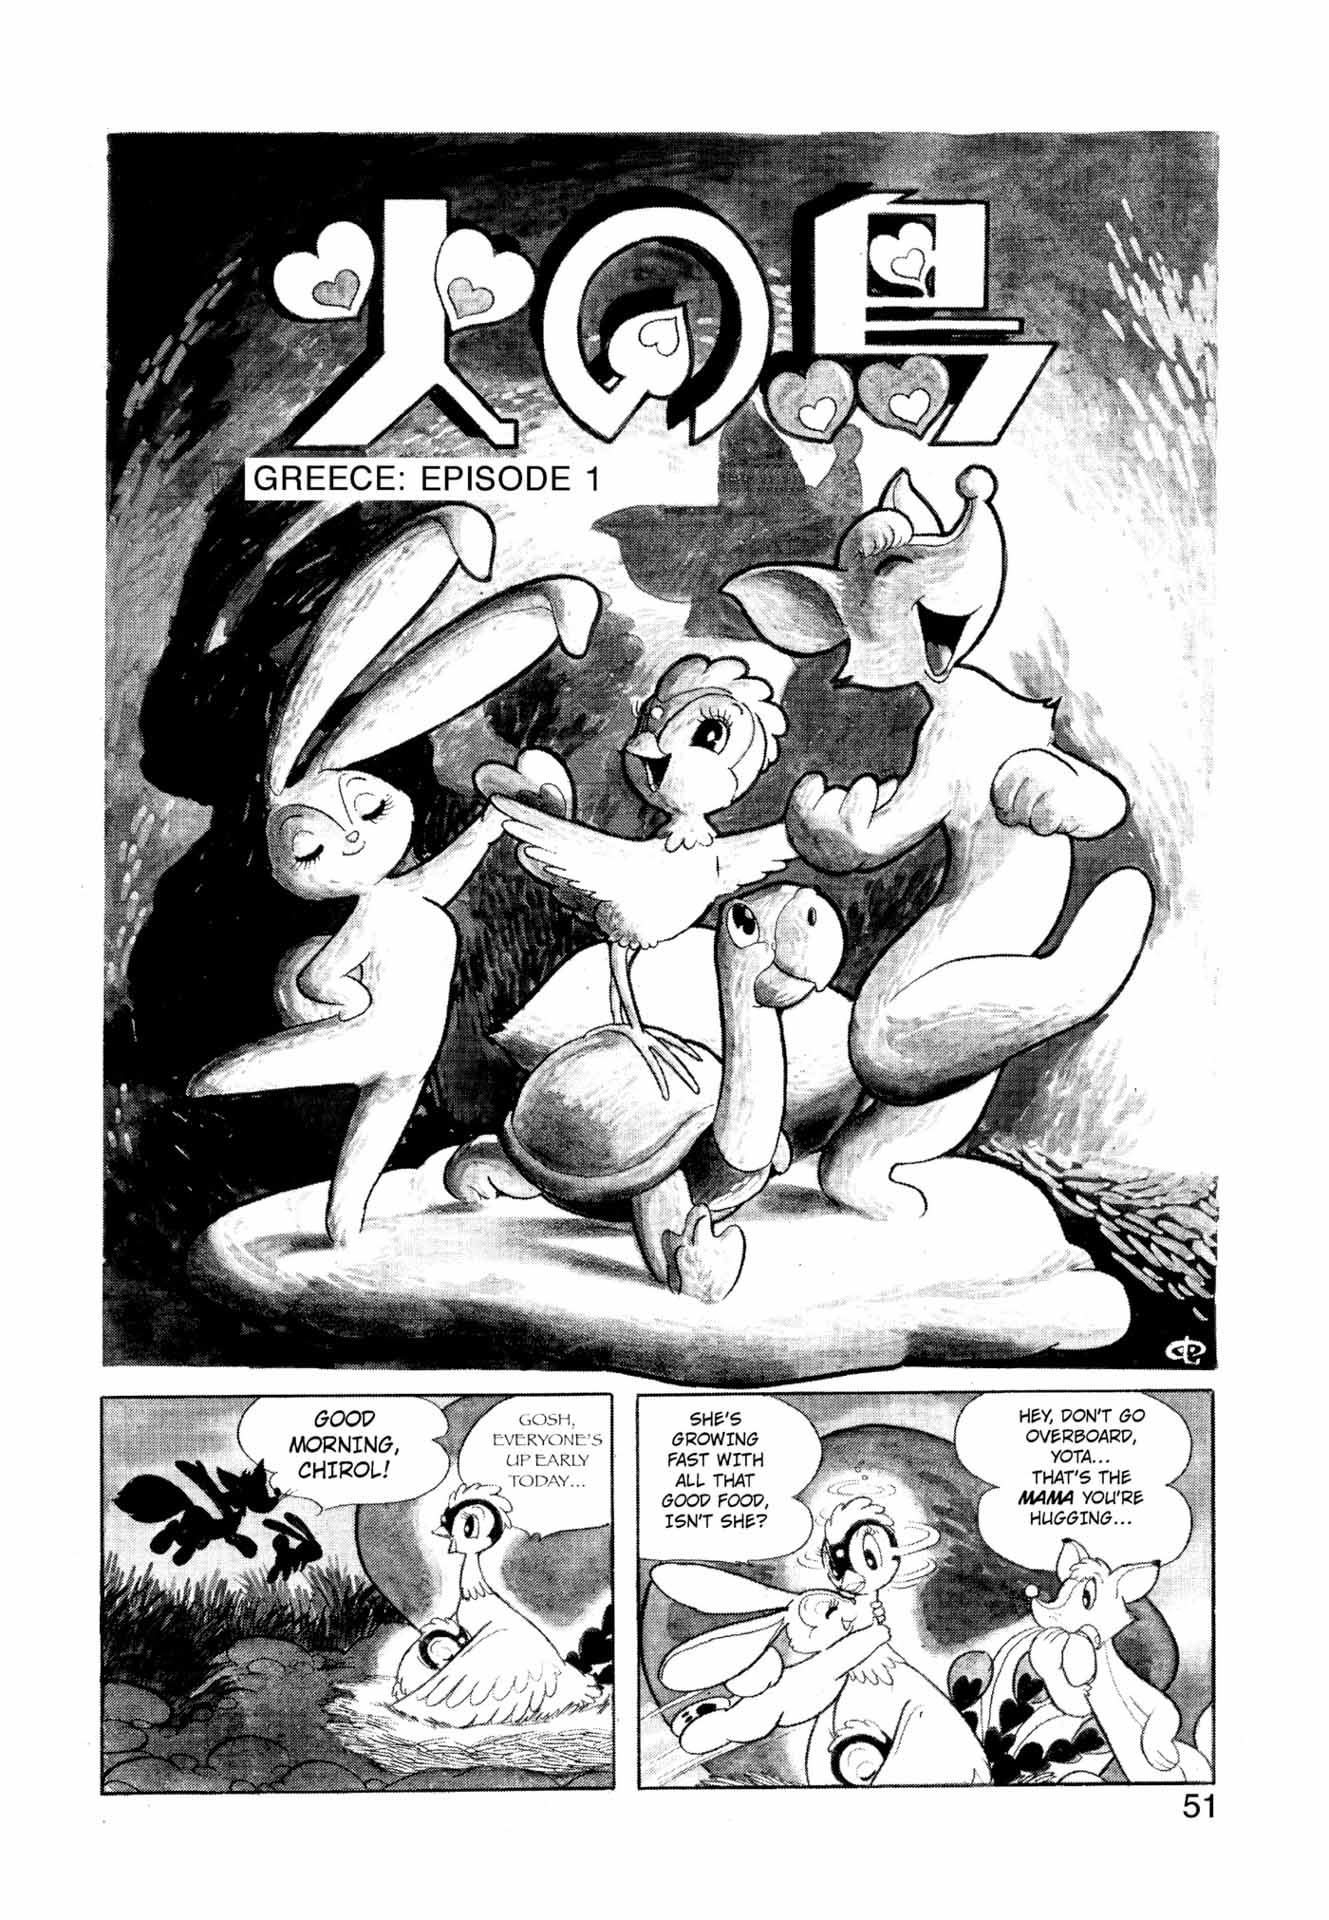 火の鳥
GREECE: EPISODE 1
GOOD
MORNING,
CHIROL!
GOSH,
EVERYONE'S
UP EARLY
TODAY...
SHE'S
GROWING
FAST WITH
ALL THAT
GOOD FOOD,
ISN'T SHE?
HEY, DON'T GO
OVERBOARD,
YOTA...
THAT'S THE
MAMA YOU'RE
HUGGING...
51